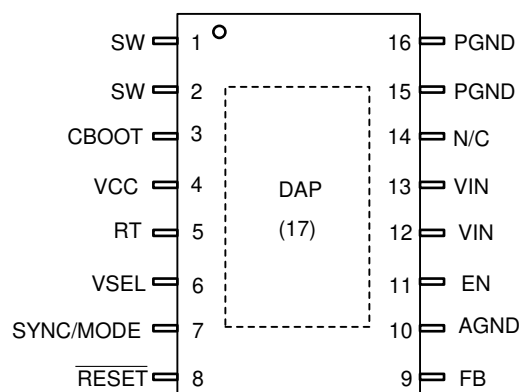 SW 1 16 PGND
SW 2 15 PGND
CBOOT 3 14 N/C
VCC 4 DAP 13 VIN
RT 5 (17) 12 VIN
VSEL 6 11 EN
SYNC/MODE 7 10 AGND
RESET 8 9 FB